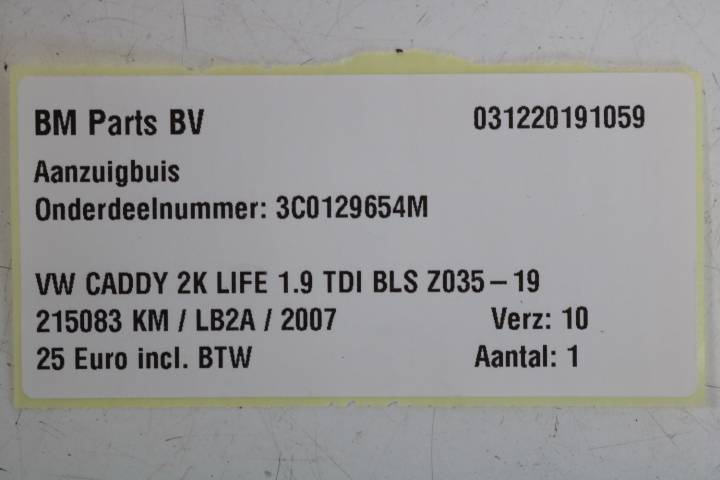 BM Parts BV 031220191059
Aanzuigbuis
Onderdeelnummer: 3C0129654M
VW CADDY 2K LIFE 1.9 TDI BLS Z035-19
215083 KM / LB2A / 2007 Verz: 10
25 Euro incl. BTW Aantal: 1